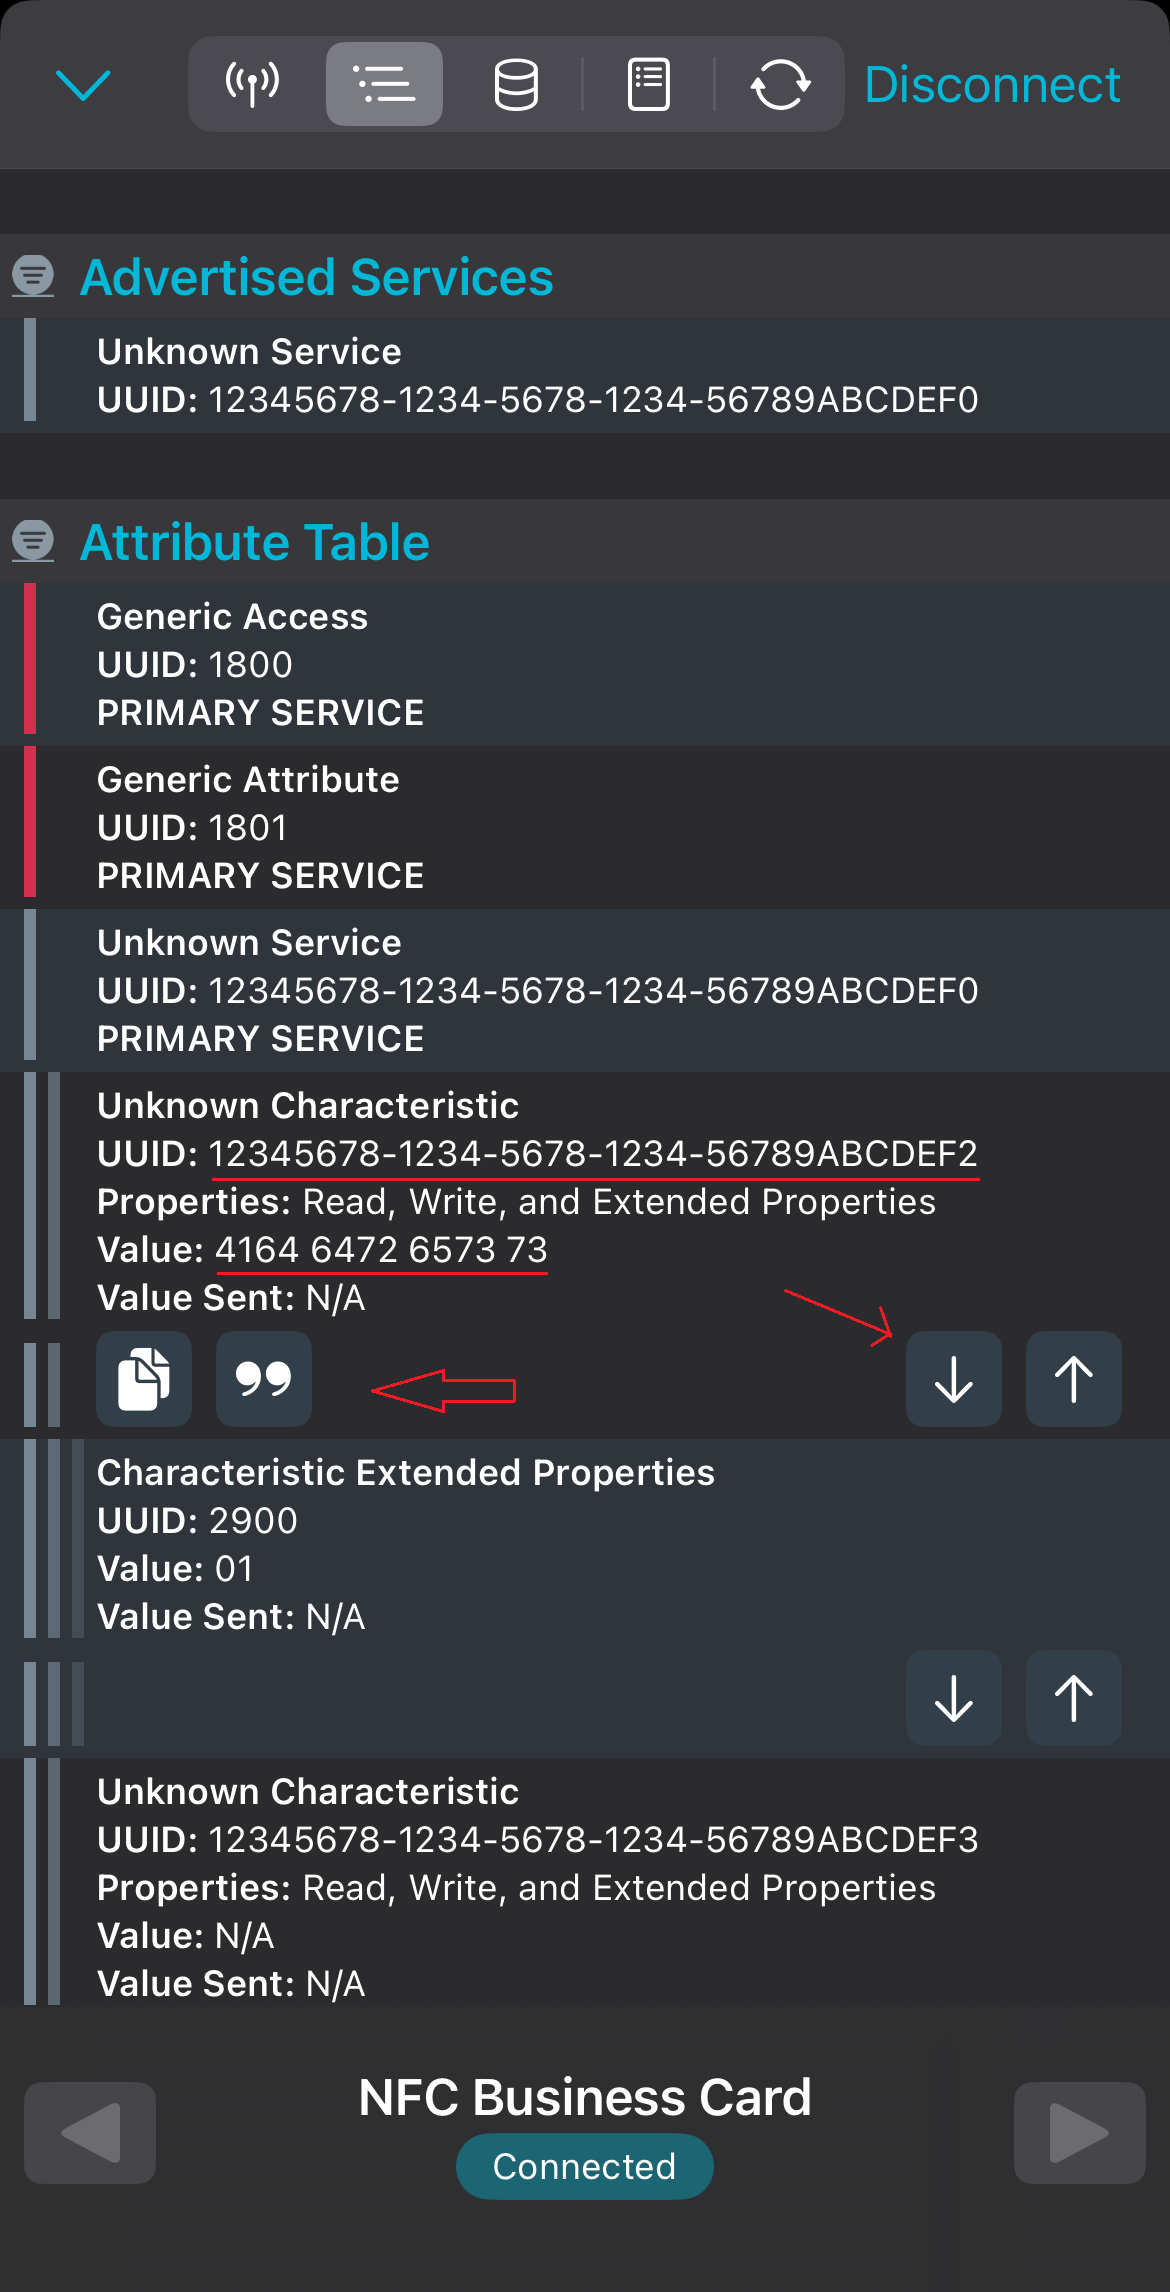 Disconnect
Advertised Services
Unknown Service
UUID: 12345678-1234-5678-1234-56789ABCDEF0
Attribute Table
Generic Access
UUID: 1800
PRIMARY SERVICE
Generic Attribute
UUID: 1801
PRIMARY SERVICE
Unknown Service
UUID: 12345678-1234-5678-1234-56789ABCDEF0
PRIMARY SERVICE
Unknown Characteristic
UUID: 12345678-1234-5678-1234-56789ABCDEF2
Properties: Read, Write, and Extended Properties
Value: 4164 6472 6573 73
Value Sent: N/A
Characteristic Extended Properties
UUID: 2900
Value: 01
Value Sent: N/A
Unknown Characteristic
UUID: 12345678-1234-5678-1234-56789ABCDEF3
Properties: Read, Write, and Extended Properties
Value: N/A
Value Sent: N/A
NFC Business Card
Connected